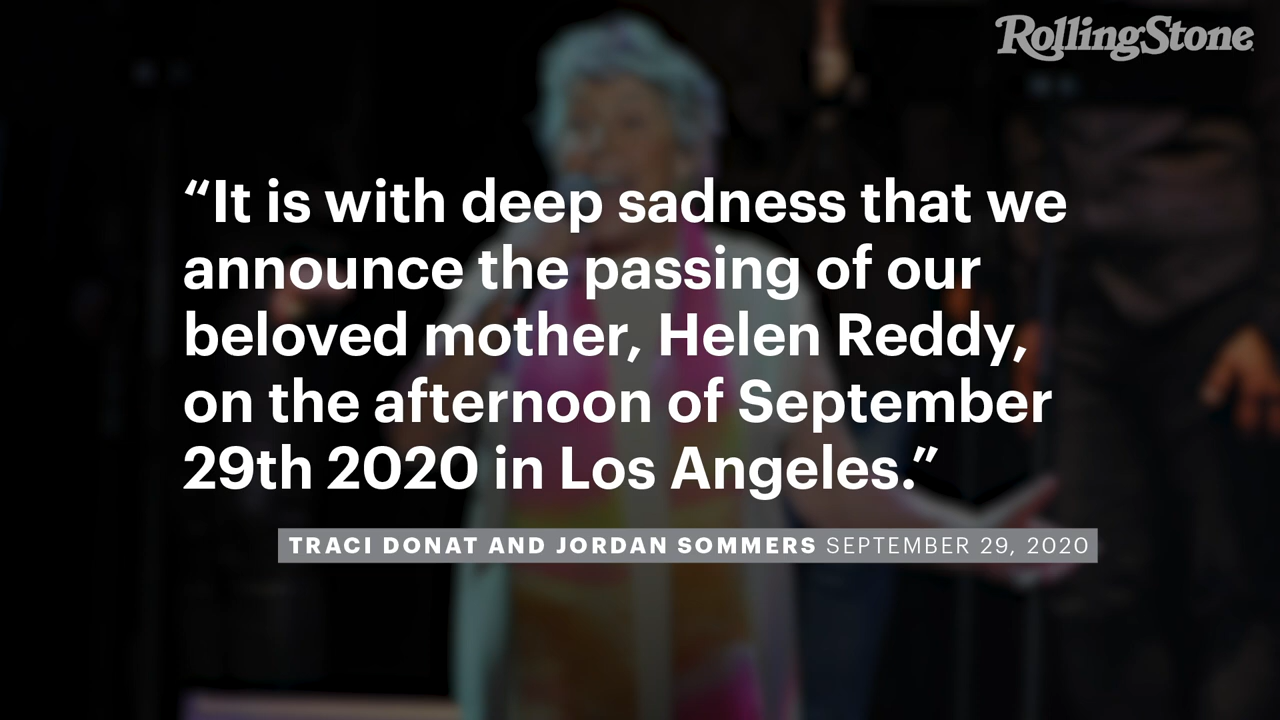 RollingStone
“It is with deep sadness that we
announce the passing of our
beloved mother, Helen Reddy,
on the afternoon of September
29th 2020 in Los Angeles.”
TRACI DONAT AND JORDAN SOMMERS SEPTEMBER 29, 2020